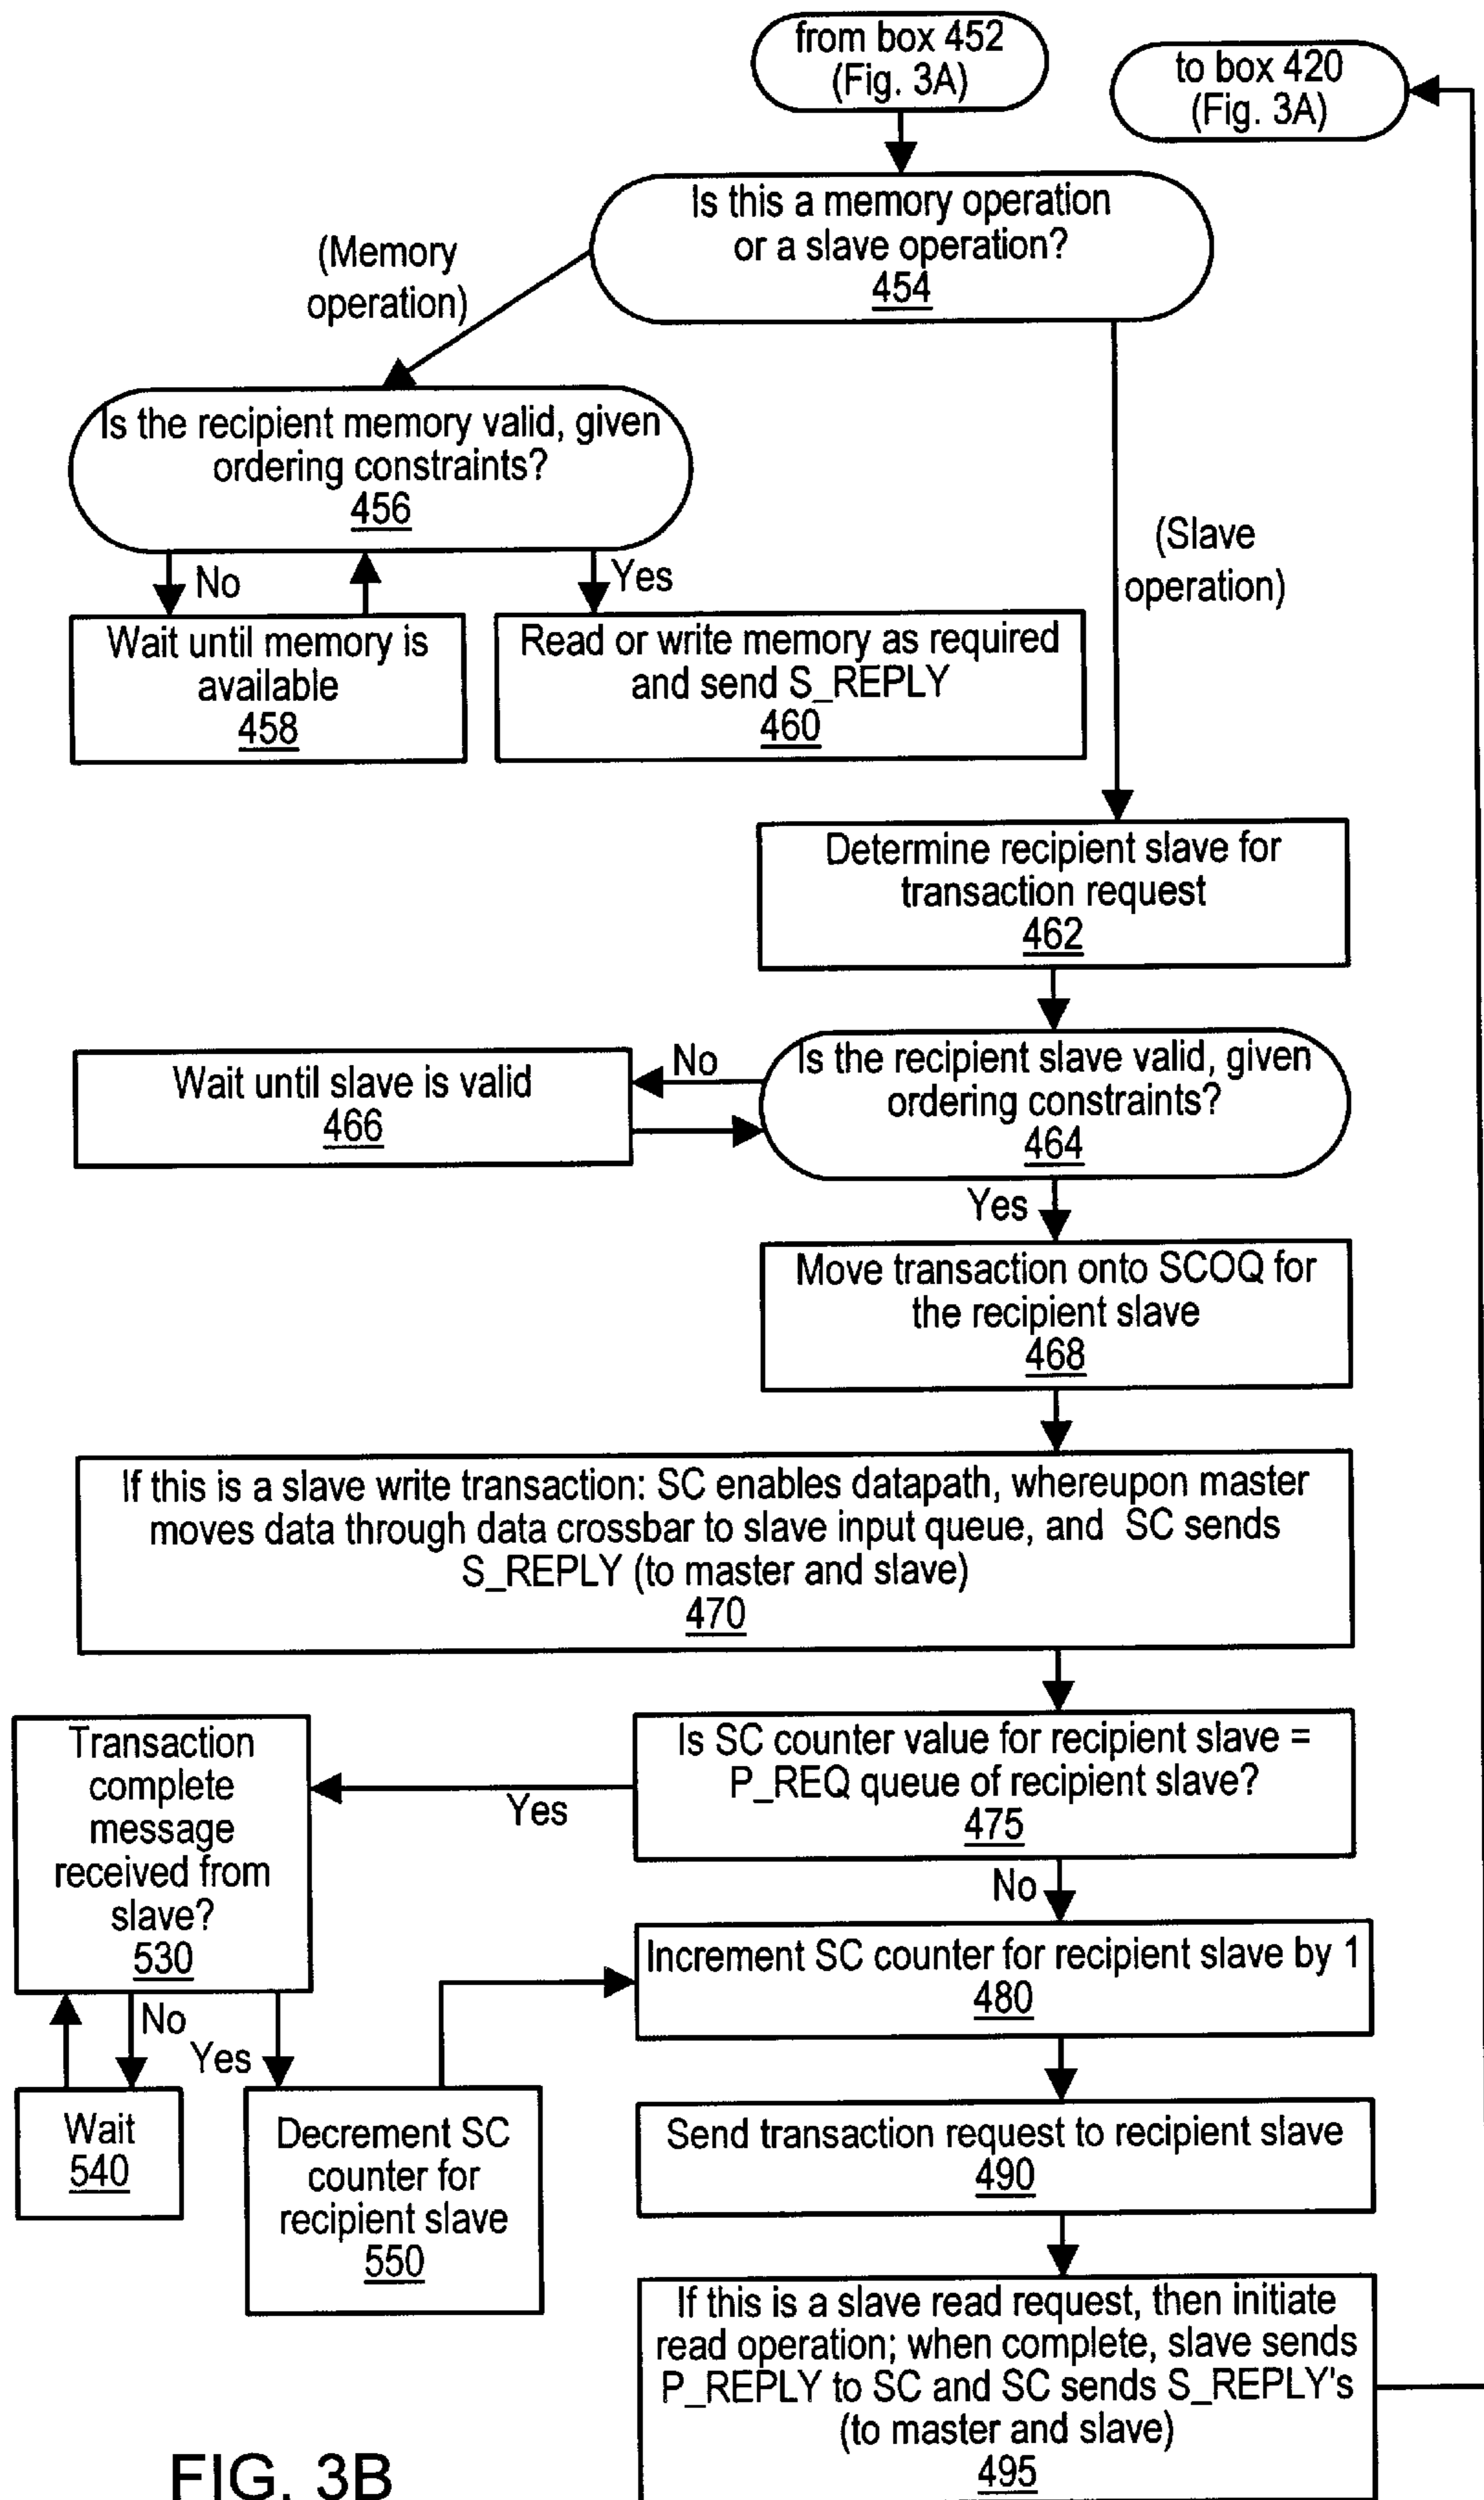 from box 452
(Fig. 3A)
to box 420
(Fig. 3A)
Is this a memory operation
or a slave operation?
454
(Memory
operation)
Is the recipient memory valid, given
ordering constraints?
456
(Slave
operation)
No
Yes
Wait until memory is
available
458
Read or write memory as required
and send S_REPLY
460
Determine recipient slave for
transaction request
462
Wait until slave is valid
466
No
Is the recipient slave valid, given
ordering constraints?
464
Yes
Move transaction onto SCOQ for
the recipient slave
468
If this is a slave write transaction: SC enables datapath, whereupon master
moves data through data crossbar to slave input queue, and SC sends
S_REPLY (to master and slave)
470
Is SC counter value for recipient slave =
P_REQ queue of recipient slave?
475
Yes
No
Transaction
complete
message
received from
slave?
530
Increment SC counter for recipient slave by 1
480
No
Yes
Wait
540
Decrement SC
counter for
recipient slave
550
Send transaction request to recipient slave
490
If this is a slave read request, then initiate
read operation; when complete, slave sends
P_REPLY to SC and SC sends S_REPLY's
(to master and slave)
495
FIG. 3B